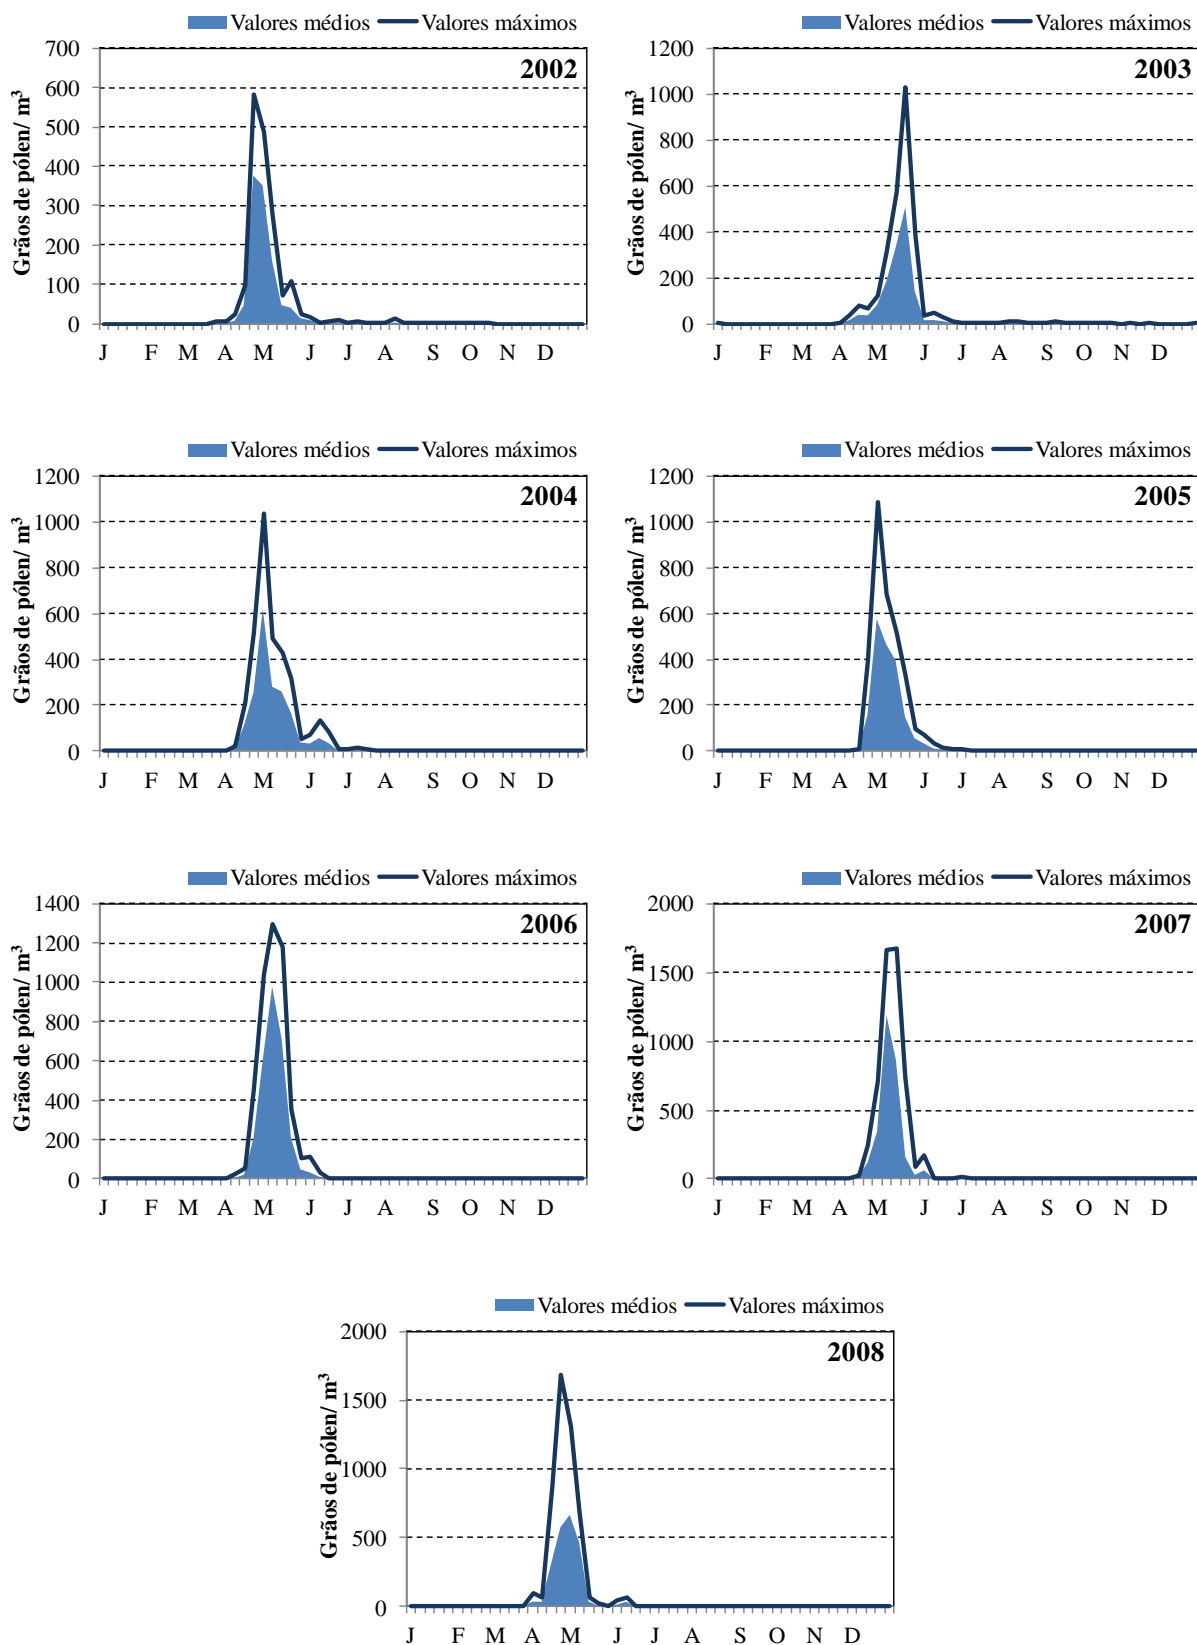 Valores médios Valores máximos
700
600
500
400
300
200
100
0
Grãos de pólen/ m³
2002
J F M A M J J A S O N D
Valores médios Valores máximos
1200
1000
800
600
400
200
0
Grãos de pólen/ m³
2003
J F M A M J J A S O N D
Valores médios Valores máximos
1200
1000
800
600
400
200
0
Grãos de pólen/ m³
2004
J F M A M J J A S O N D
Valores médios Valores máximos
1200
1000
800
600
400
200
0
Grãos de pólen/ m³
2005
J F M A M J J A S O N D
Valores médios Valores máximos
1400
1200
1000
800
600
400
200
0
Grãos de pólen/ m³
2006
J F M A M J J A S O N D
Valores médios Valores máximos
2000
1500
1000
500
0
Grãos de pólen/ m³
2007
J F M A M J J A S O N D
Valores médios Valores máximos
2000
1500
1000
500
0
Grãos de pólen/ m³
2008
J F M A M J J A S O N D